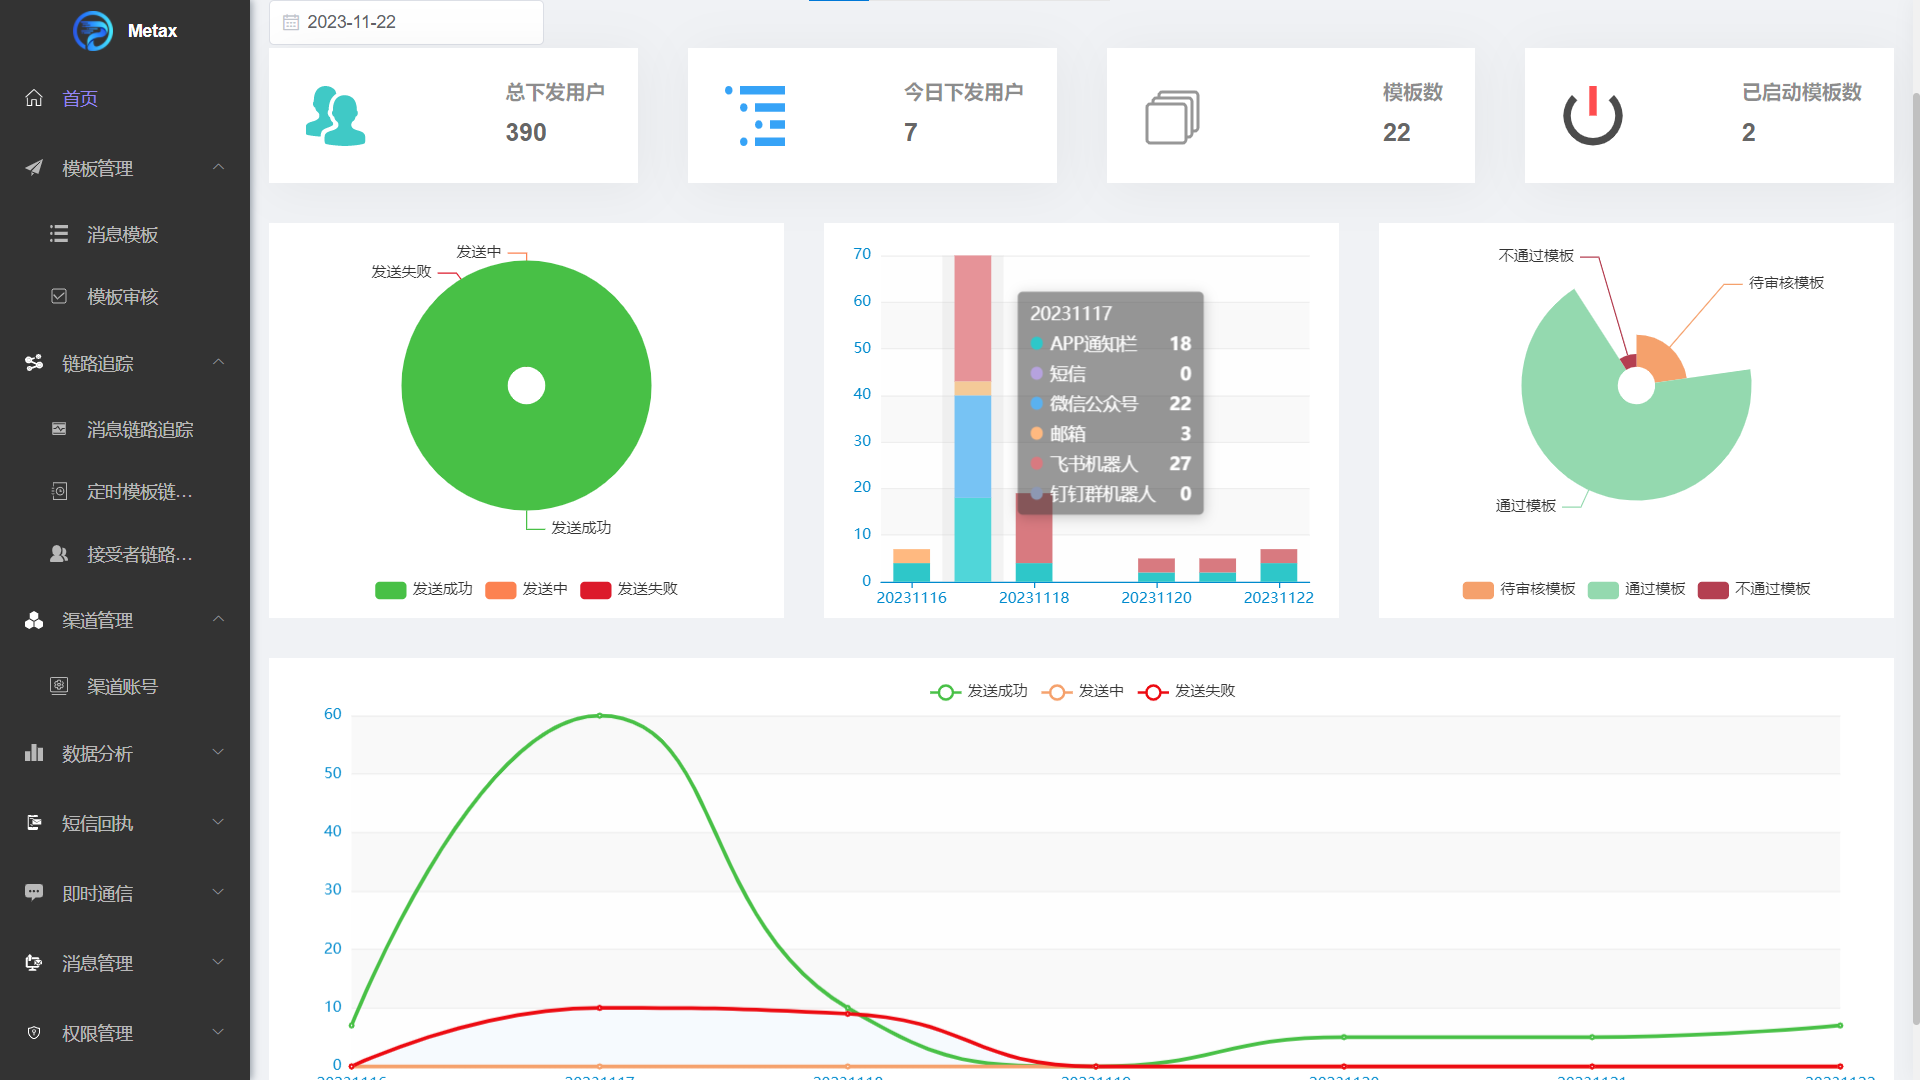 Metax
首页
模板管理
消息模板
模板审核
链路追踪
消息链路追踪
定时模板链...
接受者链路...
渠道管理
渠道账号
数据分析
短信回执
即时通信
消息管理
权限管理
2023-11-22
总下发用户
390
今日下发用户
7
模板数
22
已启动模板数
2
发送中
发送失败
发送成功
发送成功 发送中 发送失败
70
60
50
40
30
20
10
0
20231116 20231118 20231120 20231122
20231117
APP通知栏 18
短信 0
微信公众号 22
邮箱 3
飞书机器人 27
钉钉群机器人 0
不通过模板
待审核模板
通过模板
待审核模板 通过模板 不通过模板
发送成功 发送中 发送失败
60
50
40
30
20
10
0
20231116 20231117 20231118 20231119 20231120 20231121 20231122